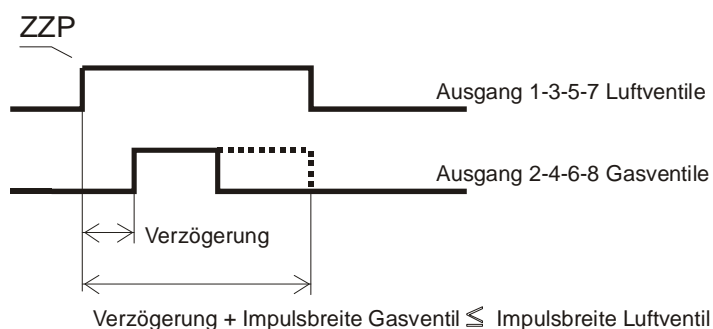 ZZP
Ausgang 1-3-5-7 Luftventile
Ausgang 2-4-6-8 Gasventile
Verzögerung
Verzögerung + Impulsbreite Gasventil ≦ Impulsbreite Luftventil